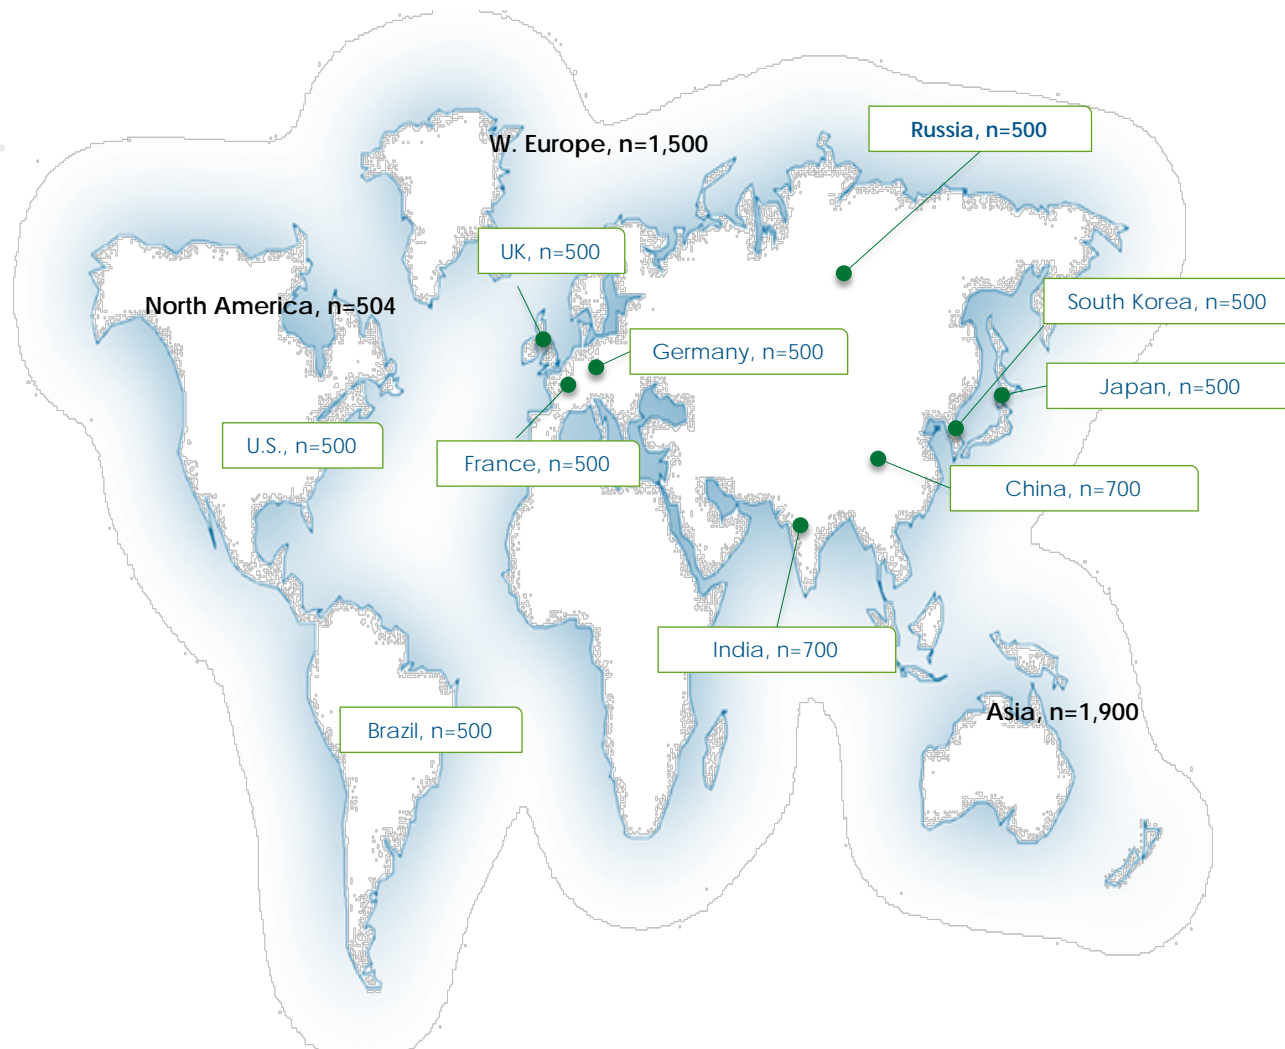 Russia, n=500
W. Europe, n=1,500
UK, n=500
South Korea, n=500
North America, n=504
Germany, n=500
Japan, n=500
U.S., n=500
France, n=500
China, n=700
India, n=700
Asia, n=1,900
Brazil, n=500